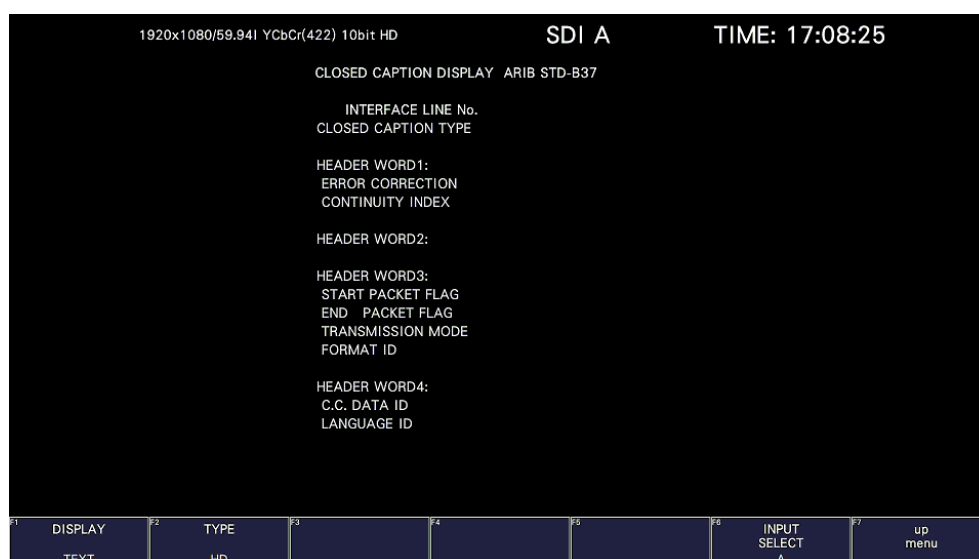 1920x1080/59.94I YCbCr(422) 10bit HD SDI A TIME: 17:08:25
CLOSED CAPTION DISPLAY ARIB STD-B37
INTERFACE LINE No.
CLOSED CAPTION TYPE
HEADER WORD1:
ERROR CORRECTION
CONTINUITY INDEX
HEADER WORD2:
HEADER WORD3:
START PACKET FLAG
END PACKET FLAG
TRANSMISSION MODE
FORMAT ID
HEADER WORD4:
C.C. DATA ID
LANGUAGE ID
F1 DISPLAY F2 TYPE F3 F4 F5 F6 INPUT F7 up
SELECT menu
TEXT HD A